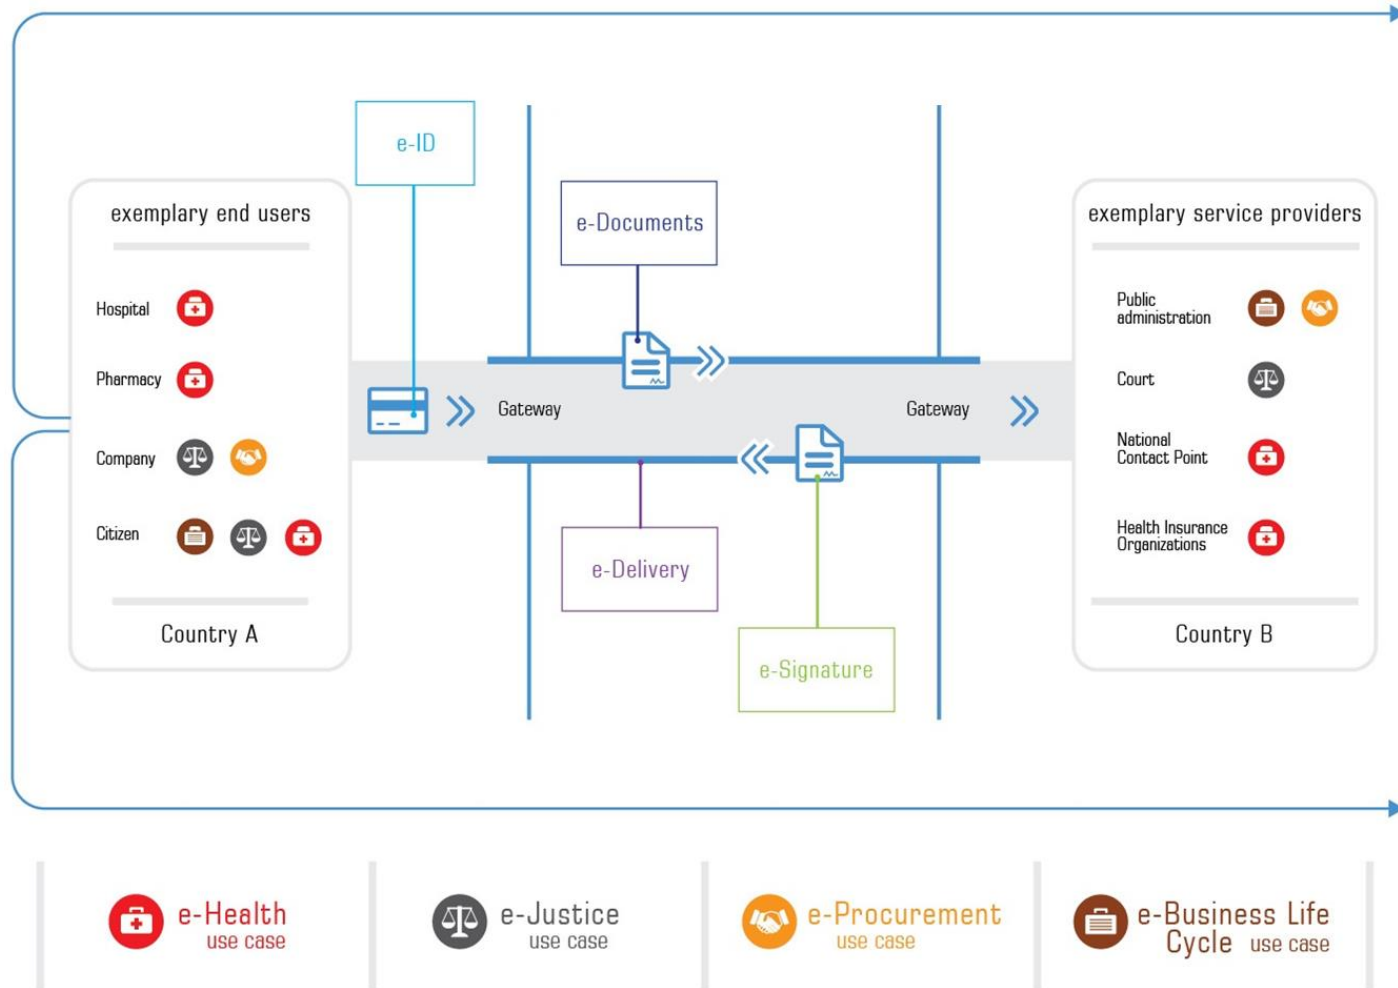 e-ID
e-Documents
exemplary end users
Hospital
Pharmacy
Company
Citizen
Country A
Gateway
Gateway
e-Delivery
e-Signature
exemplary service providers
Public
administration
Court
National
Contact Point
Health Insurance
Organizations
Country B
e-Health
use case
e-Justice
use case
e-Procurement
use case
e-Business Life
Cycle use case